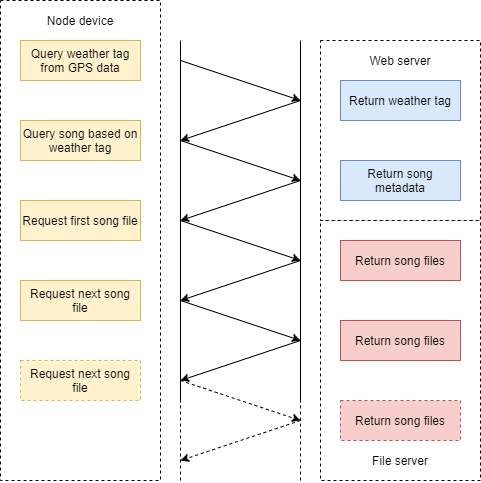 Node device
Query weather tag
from GPS data
Web server
Return weather tag
Query song based on
weather tag
Return song
metadata
Request first song file
Return song files
Request next song
file
Return song files
Request next song
file
Return song files
File server